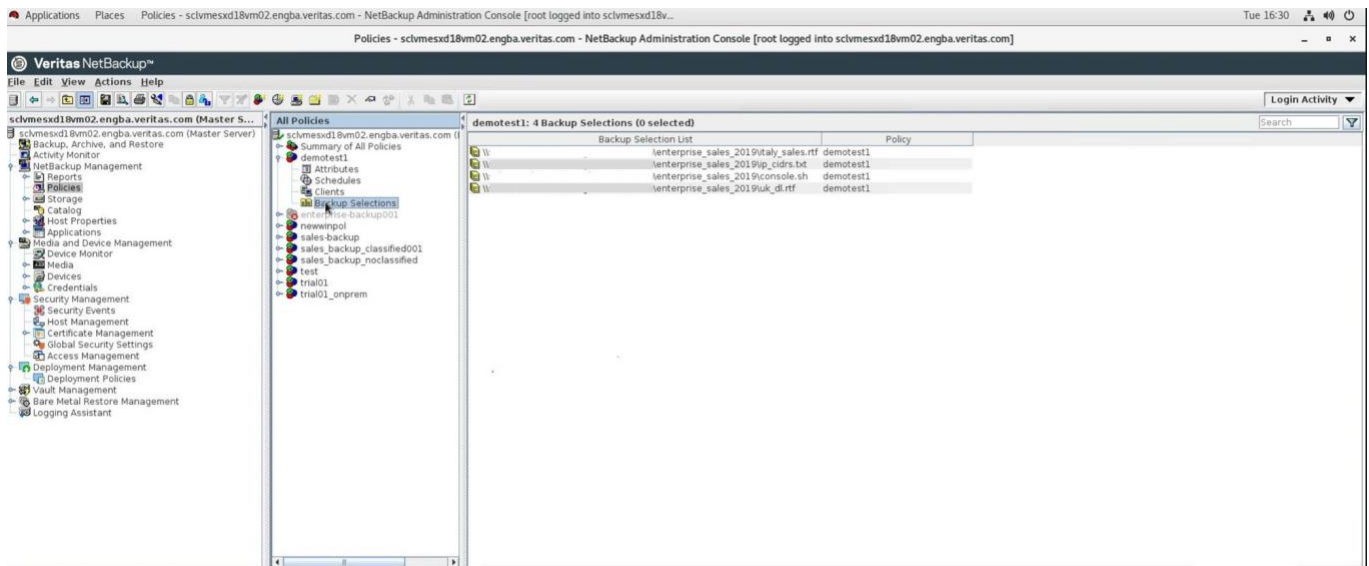 Applications Places Policies - sclvmesxd18vm02.engba.veritas.com - NetBackup Administration Console [root logged into sclvmesxd18v... Tue 16:30
Policies - sclvmesxd18vm02.engba.veritas.com - NetBackup Administration Console [root logged into sclvmesxd18vm02.engba.veritas.com]
Veritas NetBackup™
File Edit View Actions Help
Login Activity
sclvmesxd18vm02.engba.veritas.com (Master S...
sclvmesxd18vm02.engba.veritas.com (Master Server)
Backup, Archive, and Restore
Activity Monitor
NetBackup Management
Reports
Policies
Storage
Catalog
Host Properties
Applications
Media and Device Management
Device Monitor
Media
Devices
Credentials
Security Management
Security Events
Host Management
Certificate Management
Global Security Settings
Access Management
Deployment Management
Deployment Policies
Vault Management
Bare Metal Restore Management
Logging Assistant
All Policies
sclvmesxd18vm02.engba.veritas.com (
Summary of All Policies
demotest1
Attributes
Schedules
Clients
Backup Selections
enterprise-backup001
newwinpol
sales-backup
sales_backup_classified001
sales_backup_noclassified
test
trial01
trial01_onprem
demotest1: 4 Backup Selections (0 selected)
Search
Backup Selection List Policy
\\ \enterprise_sales_2019\italy_sales.rtf demotest1
\\ \enterprise_sales_2019\ip_cidrs.txt demotest1
\\ \enterprise_sales_2019\console.sh demotest1
\\ \enterprise_sales_2019\uk_dl.rtf demotest1